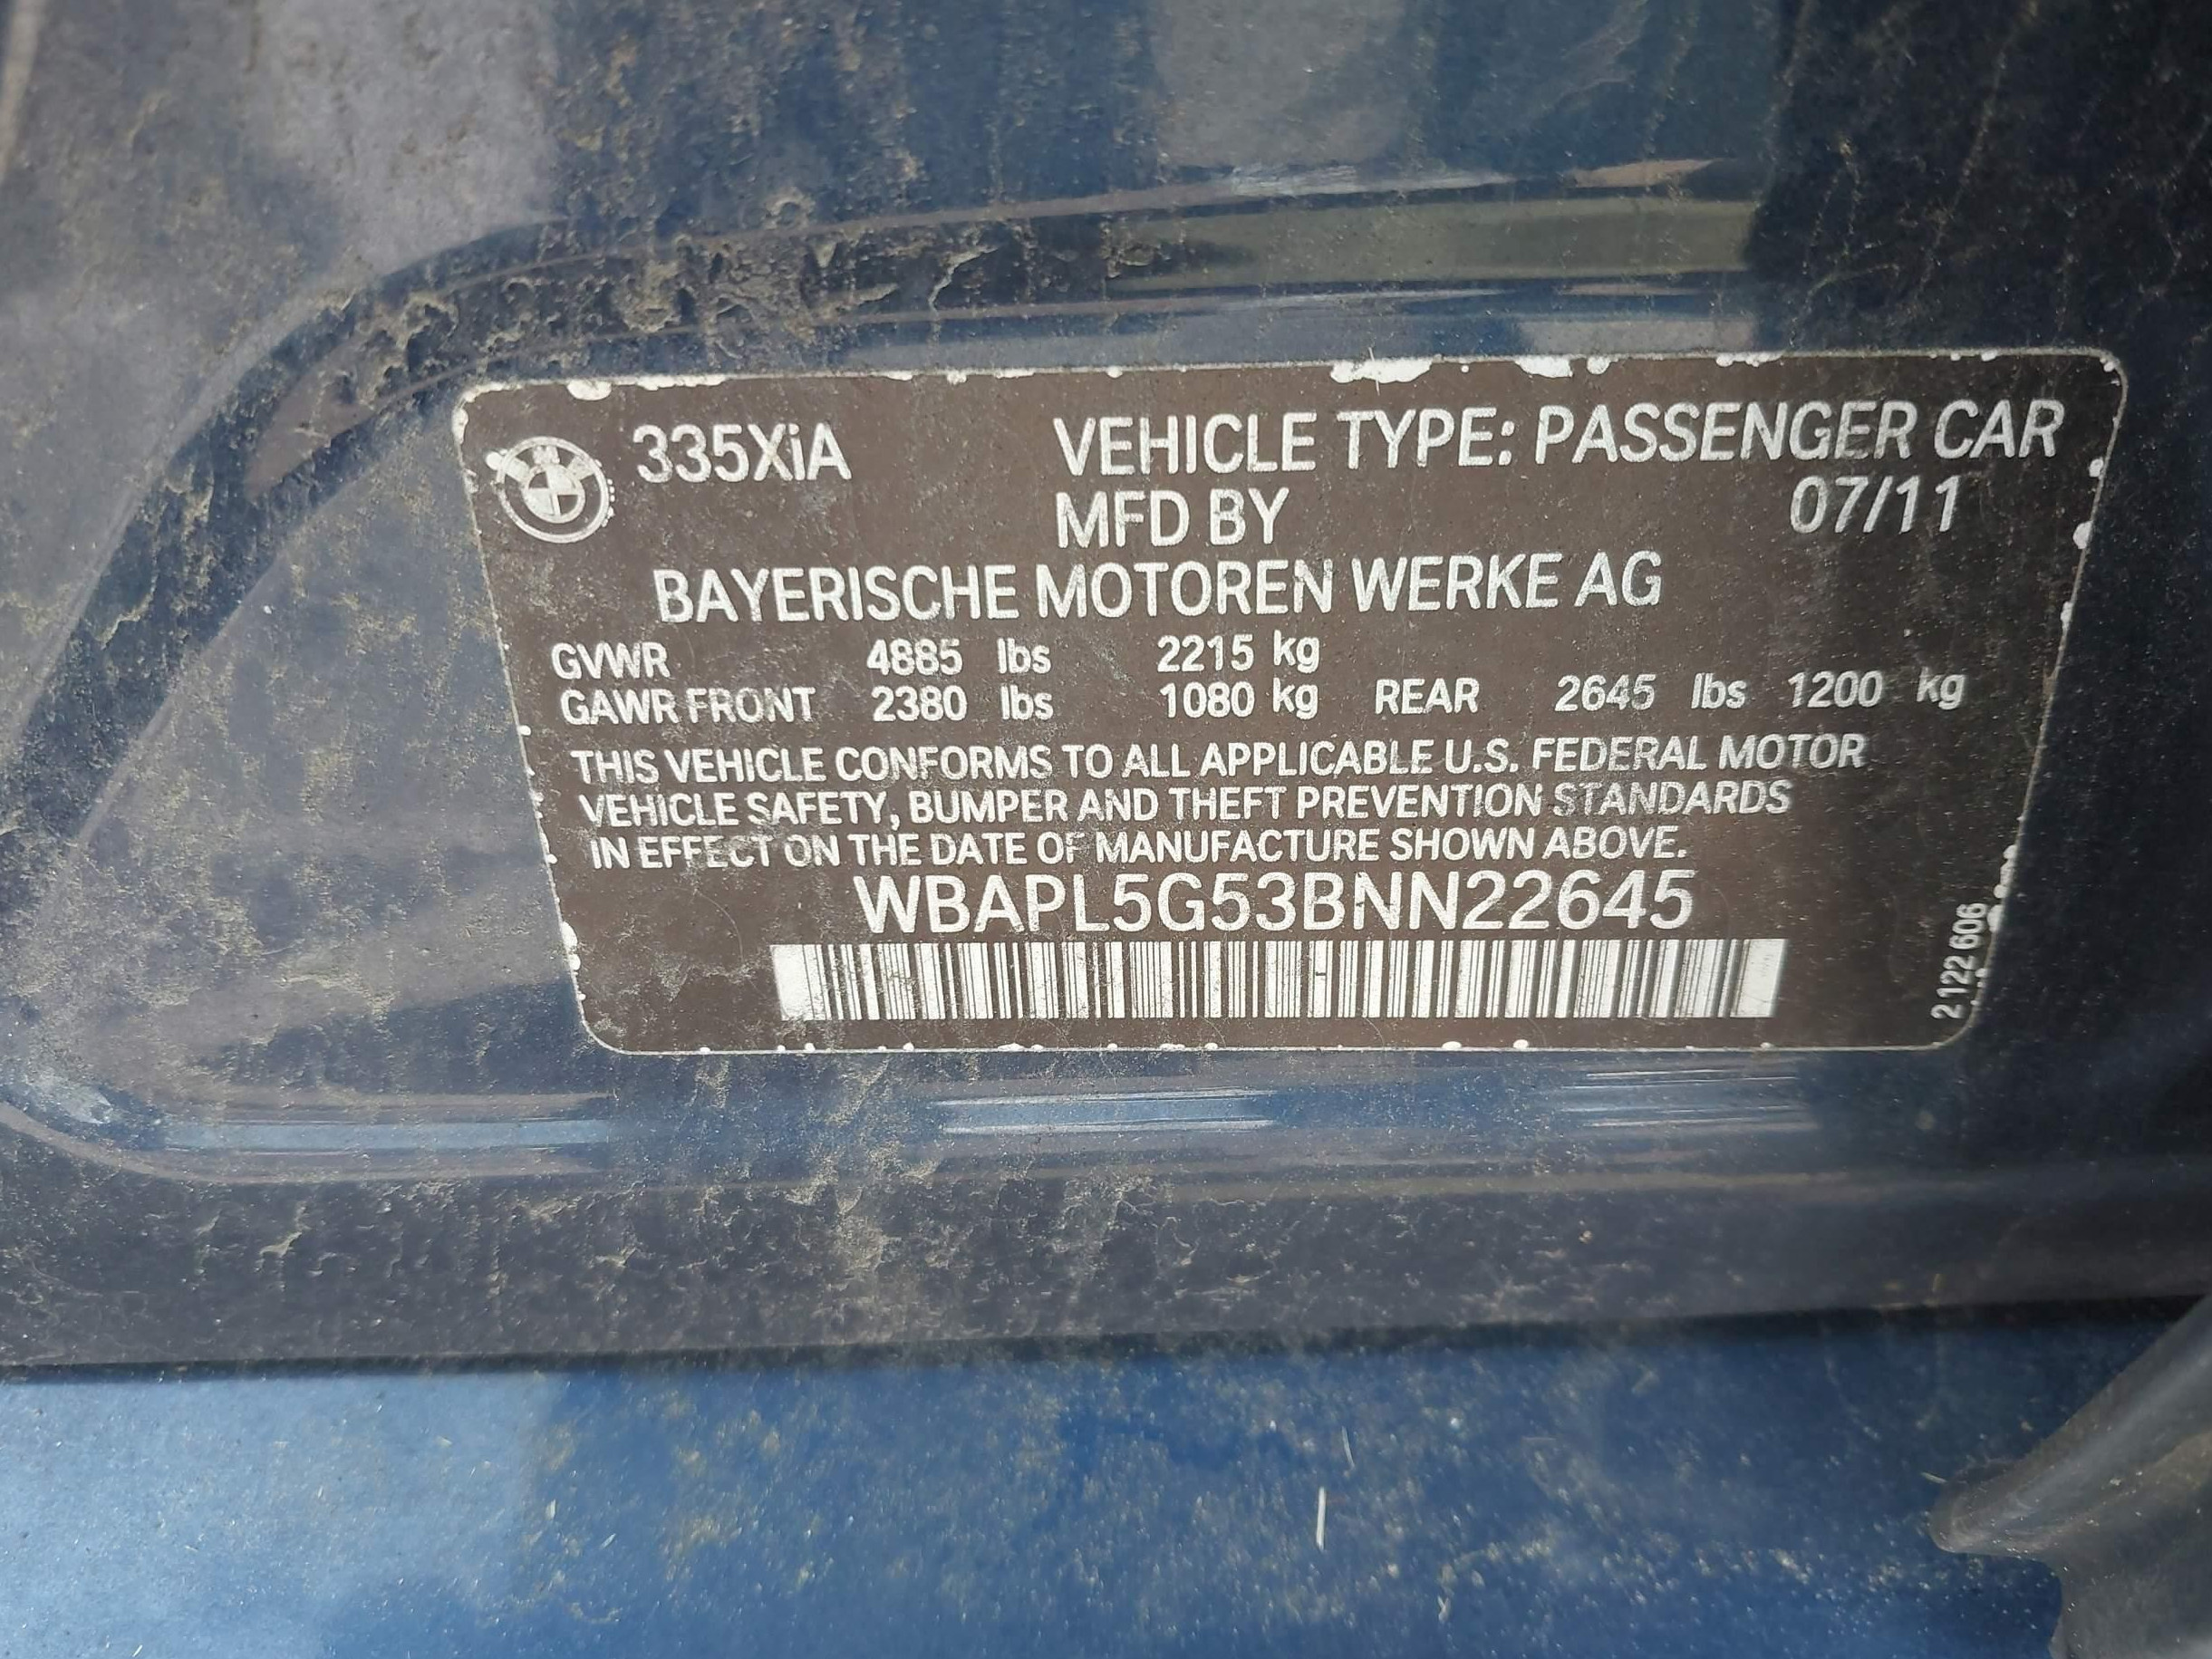 335XiA VEHICLE TYPE: PASSENGER CAR
MFD BY 07/11
BAYERISCHE MOTOREN WERKE AG
GVWR 4885 lbs 2215 kg
GAWR FRONT 2380 lbs 1080 kg REAR 2645 lbs 1200 kg
THIS VEHICLE CONFORMS TO ALL APPLICABLE U.S. FEDERAL MOTOR
VEHICLE SAFETY, BUMPER AND THEFT PREVENTION STANDARDS
IN EFFECT ON THE DATE OF MANUFACTURE SHOWN ABOVE.
WBAPL5G53BNN22645
2 122 606